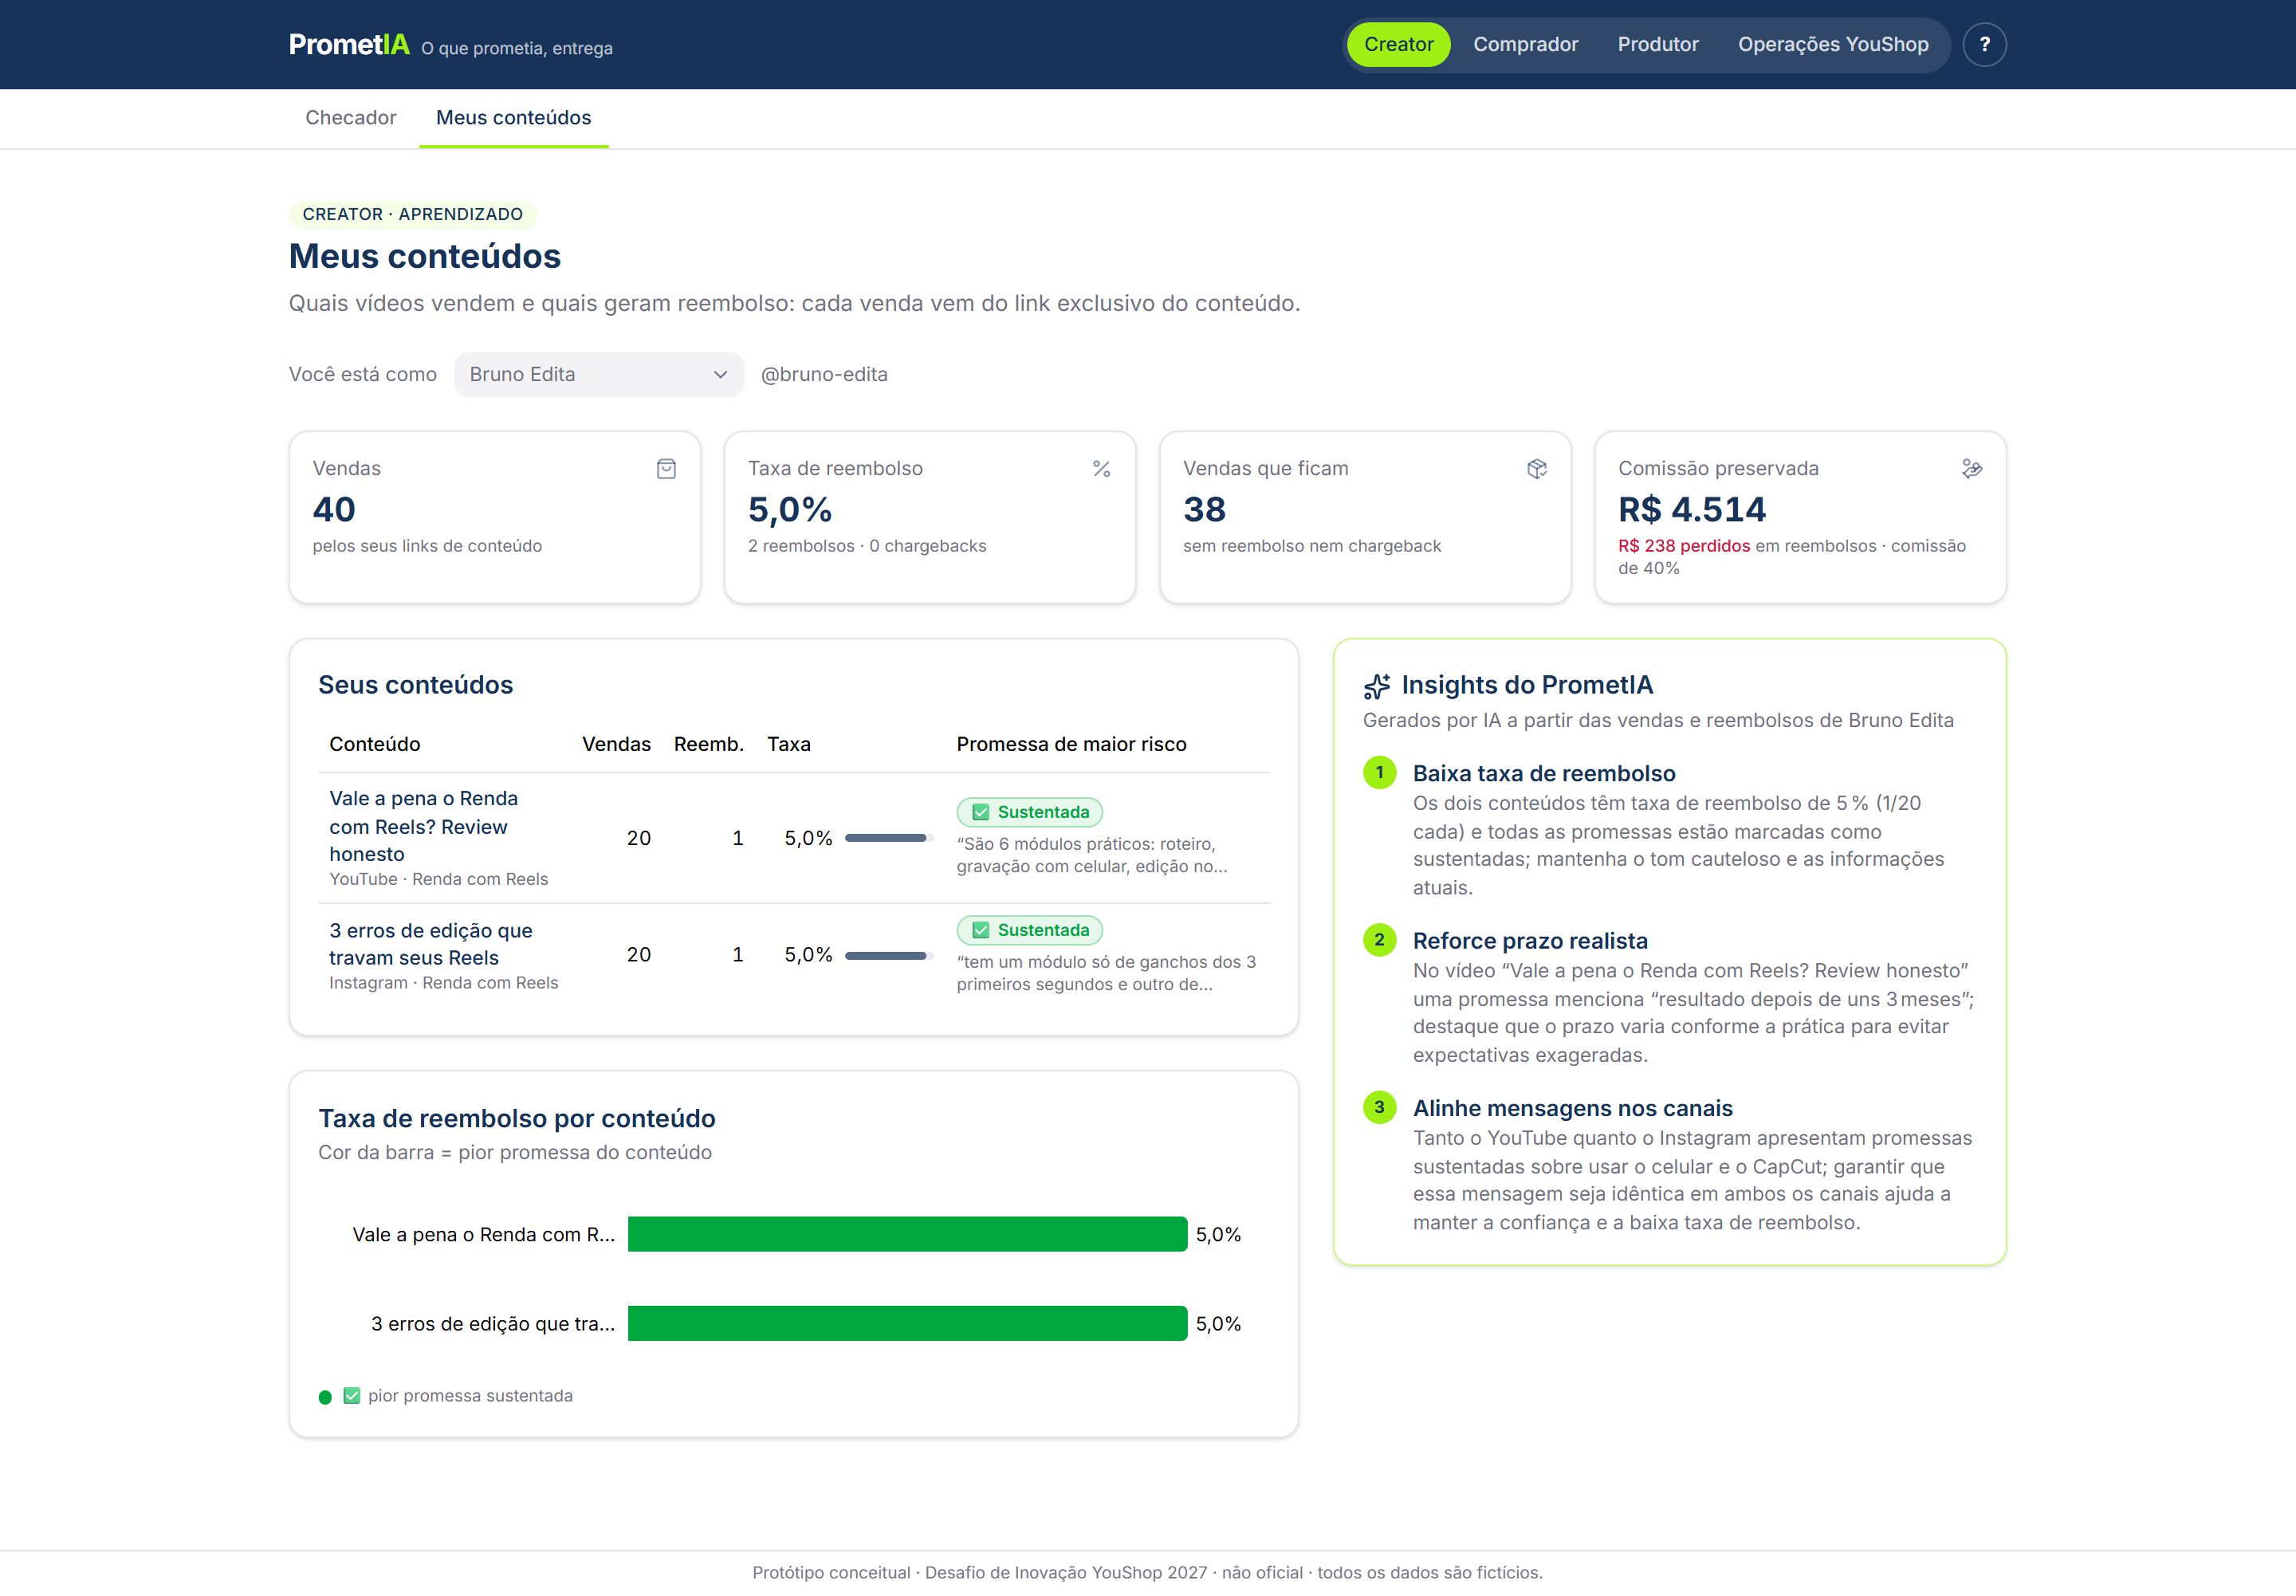 PrometIA O que prometia, entrega
Creator Comprador Produtor Operações YouShop ?
Checador Meus conteúdos
CREATOR · APRENDIZADO
Meus conteúdos
Quais vídeos vendem e quais geram reembolso: cada venda vem do link exclusivo do conteúdo.
Você está como Bruno Edita @bruno-edita
Vendas
40
pelos seus links de conteúdo
Taxa de reembolso
5,0%
2 reembolsos · 0 chargebacks
Vendas que ficam
38
sem reembolso nem chargeback
Comissão preservada
R$ 4.514
R$ 238 perdidos em reembolsos · comissão
de 40%
Seus conteúdos
Conteúdo Vendas Reemb. Taxa Promessa de maior risco
Vale a pena o Renda
com Reels? Review
honesto
YouTube · Renda com Reels
20 1 5,0%
Sustentada
“São 6 módulos práticos: roteiro,
gravação com celular, edição no...
3 erros de edição que
travam seus Reels
Instagram · Renda com Reels
20 1 5,0%
Sustentada
“tem um módulo só de ganchos dos 3
primeiros segundos e outro de...
Taxa de reembolso por conteúdo
Cor da barra = pior promessa do conteúdo
Vale a pena o Renda com R... 5,0%
3 erros de edição que tra... 5,0%
pior promessa sustentada
Insights do PrometIA
Gerados por IA a partir das vendas e reembolsos de Bruno Edita
1 Baixa taxa de reembolso
Os dois conteúdos têm taxa de reembolso de 5 % (1/20
cada) e todas as promessas estão marcadas como
sustentadas; mantenha o tom cauteloso e as informações
atuais.
2 Reforce prazo realista
No vídeo “Vale a pena o Renda com Reels? Review honesto”
uma promessa menciona “resultado depois de uns 3 meses”;
destaque que o prazo varia conforme a prática para evitar
expectativas exageradas.
3 Alinhe mensagens nos canais
Tanto o YouTube quanto o Instagram apresentam promessas
sustentadas sobre usar o celular e o CapCut; garantir que
essa mensagem seja idêntica em ambos os canais ajuda a
manter a confiança e a baixa taxa de reembolso.
Protótipo conceitual · Desafio de Inovação YouShop 2027 · não oficial · todos os dados são fictícios.